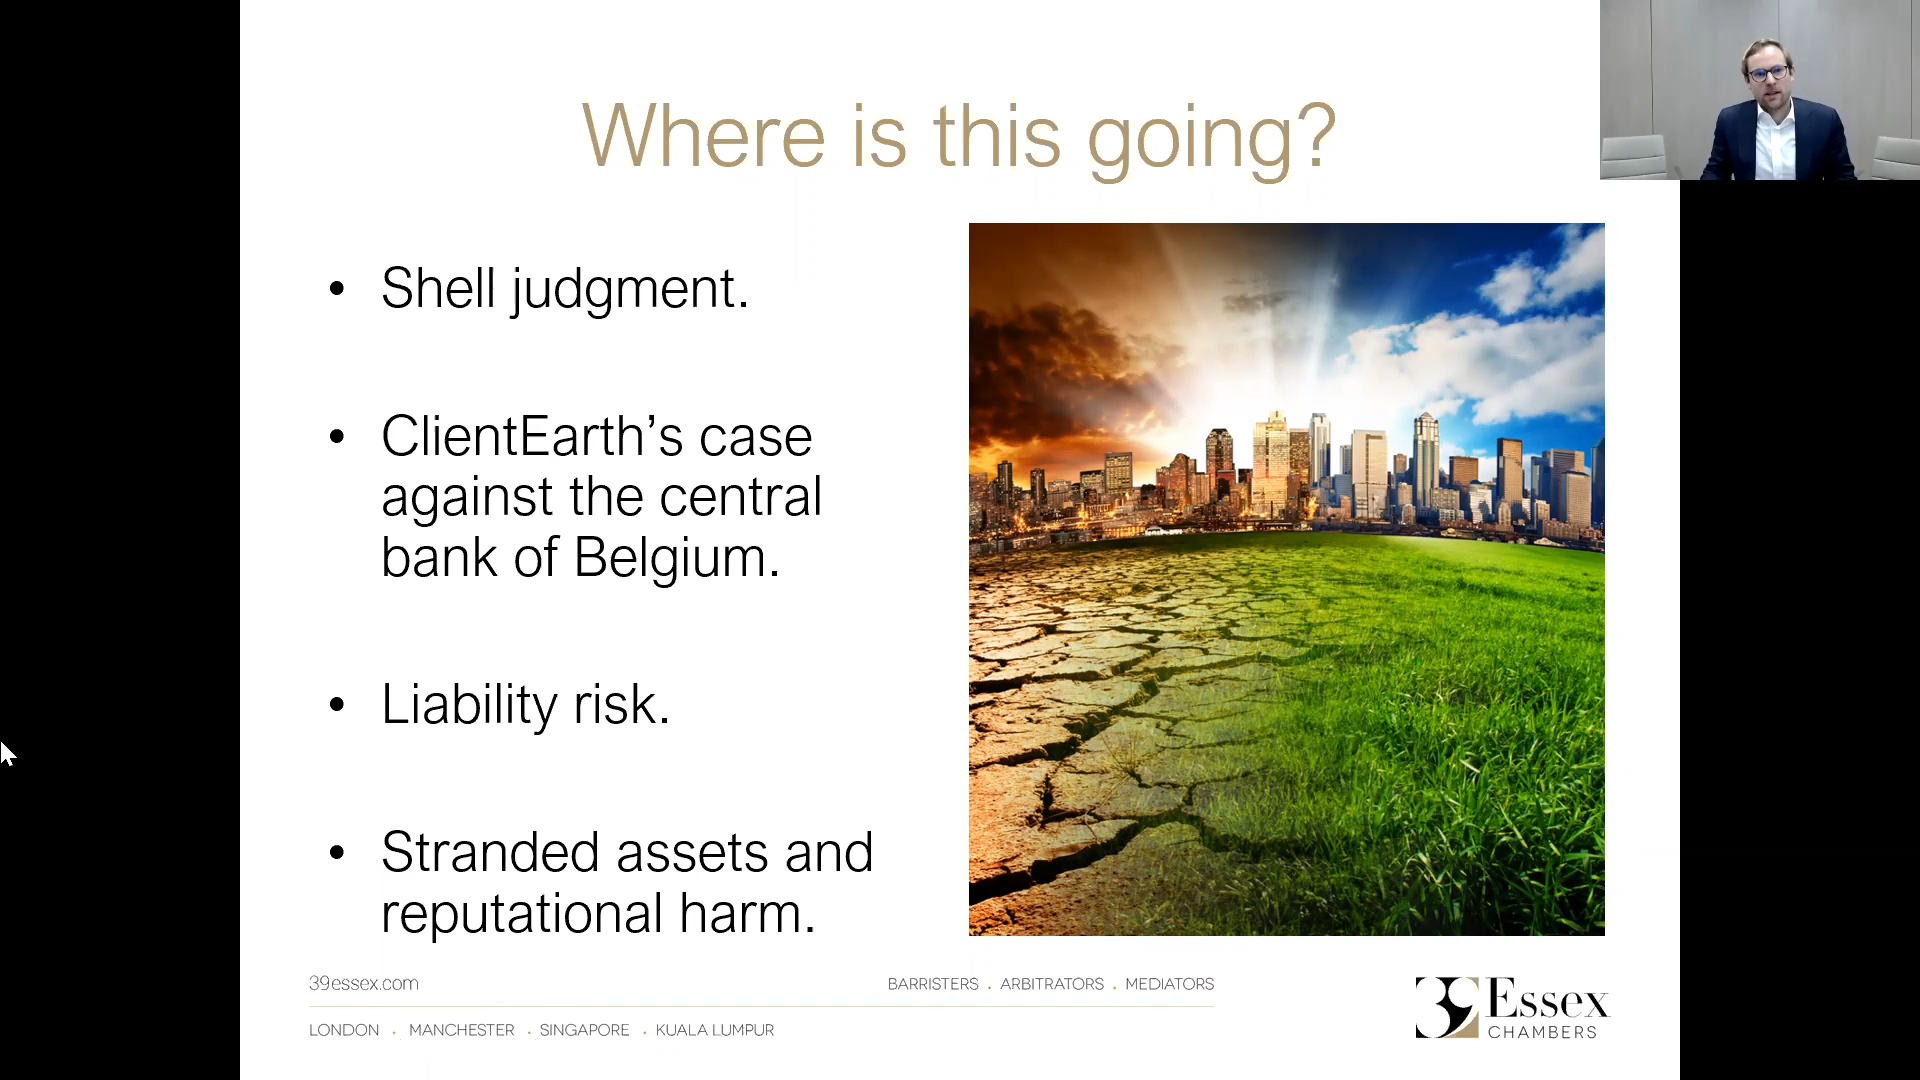 Where is this going?
• Shell judgment.
• ClientEarth’s case
against the central
bank of Belgium.
• Liability risk.
• Stranded assets and
reputational harm.
39essex.com
BARRISTERS . ARBITRATORS . MEDIATORS
LONDON . MANCHESTER . SINGAPORE . KUALA LUMPUR
39 Essex
CHAMBERS